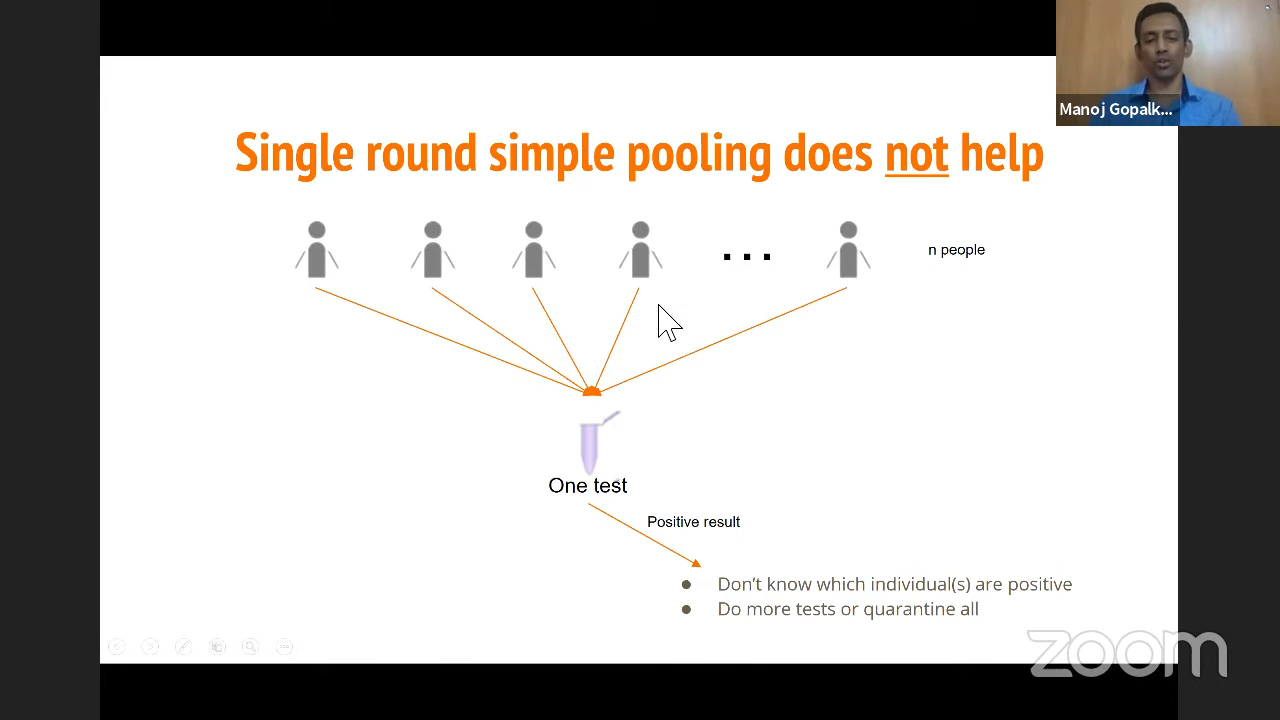 Manoj Gopalk...
Single round simple pooling does not help
n people
One test
Positive result
● Don't know which individual(s) are positive
● Do more tests or quarantine all
zoom